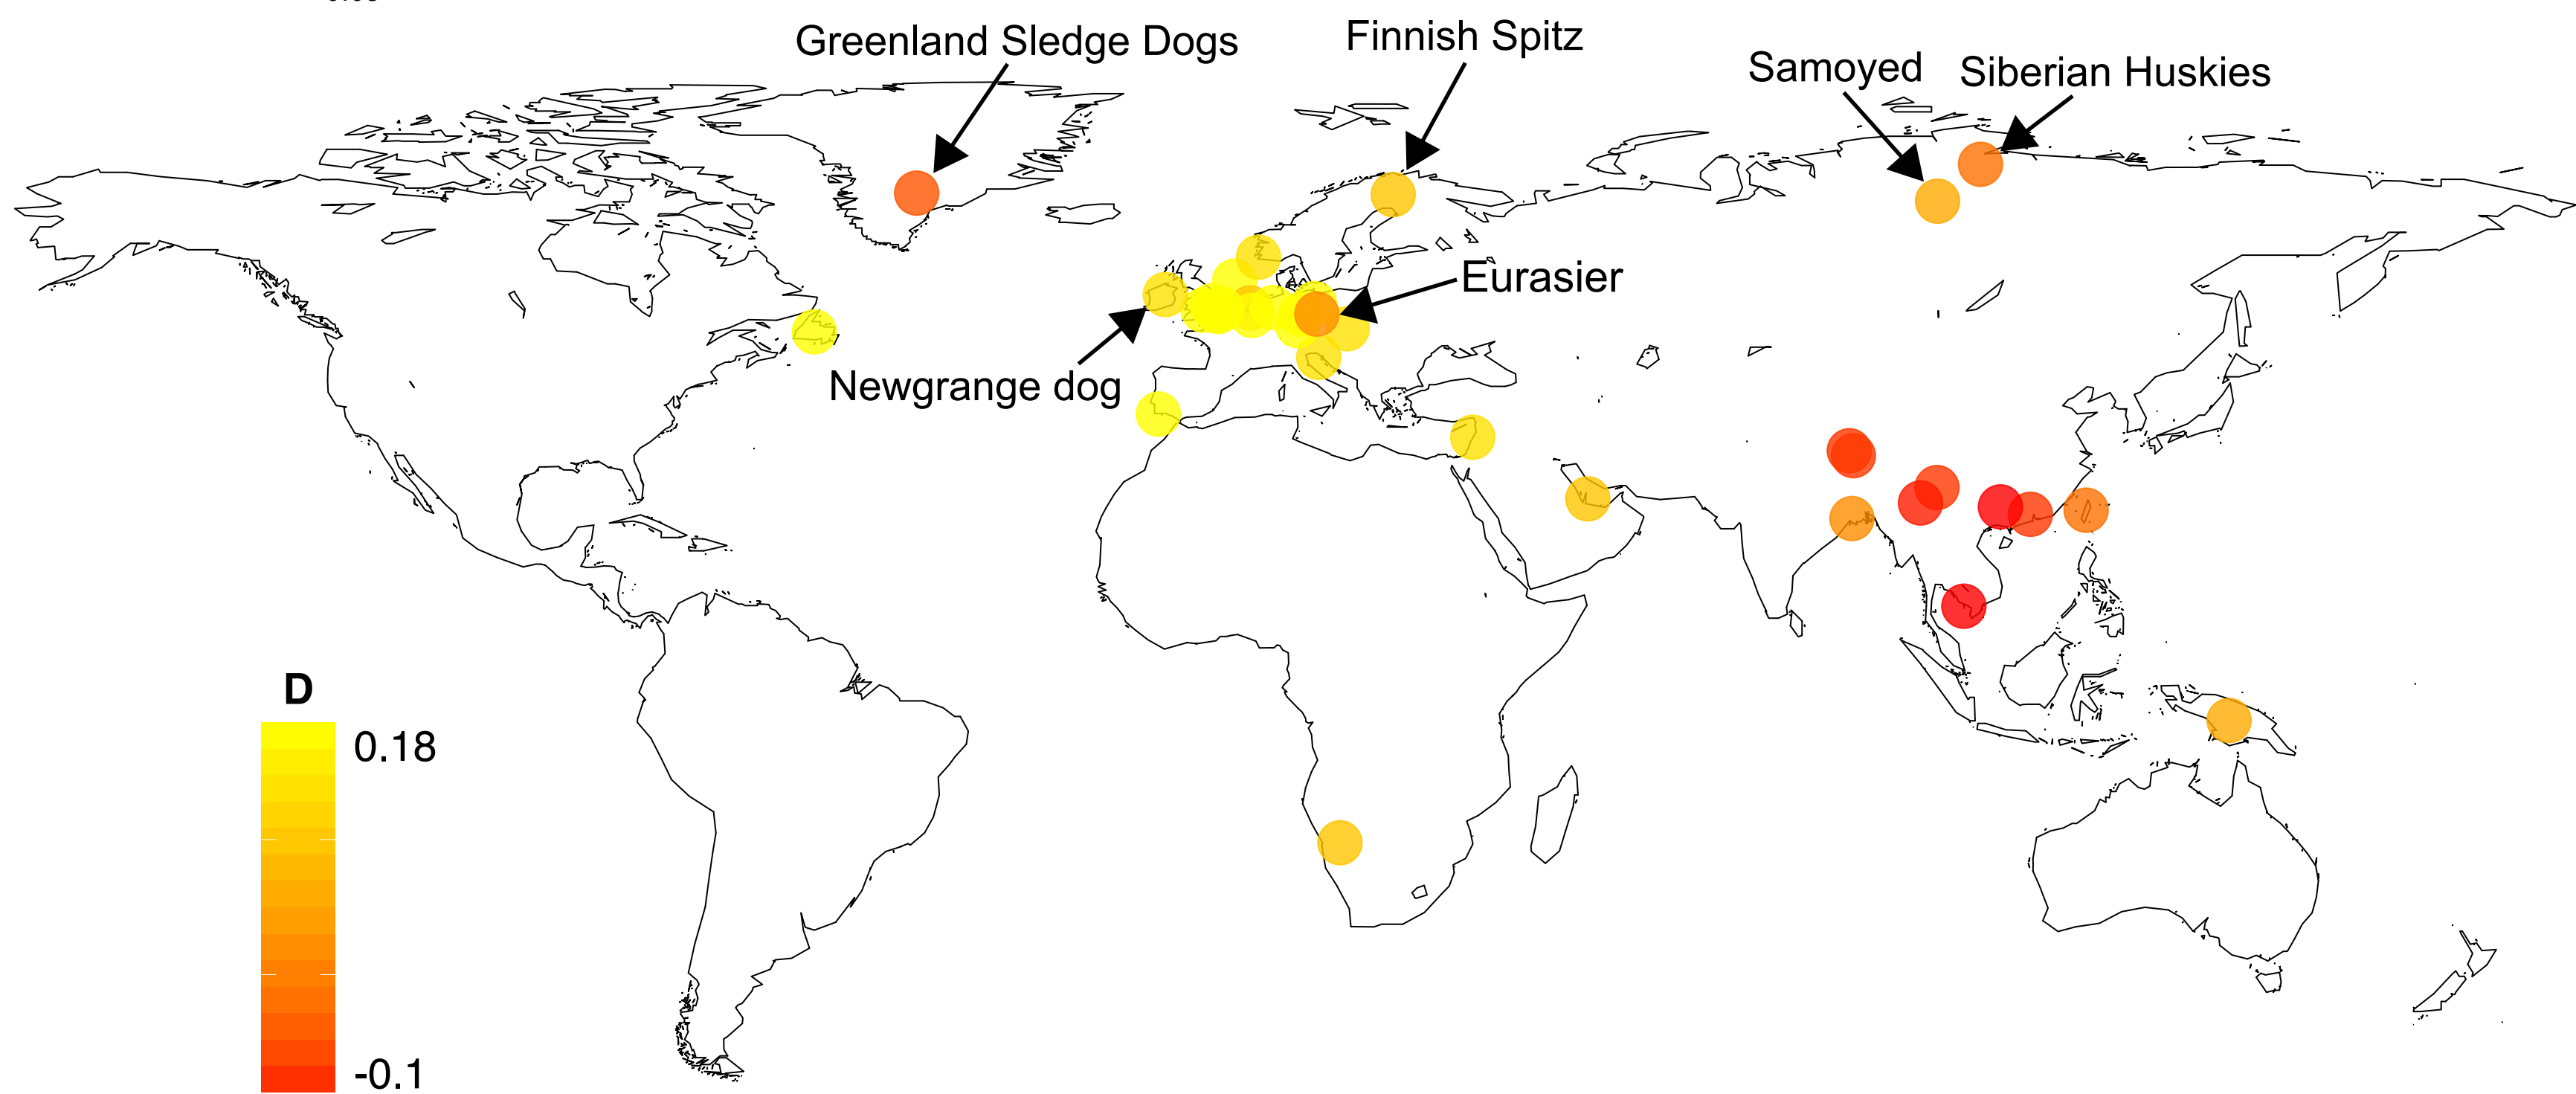 Greenland Sledge Dogs
Finnish Spitz
Samoyed
Siberian Huskies
Eurasier
Newgrange dog
D
0.18
-0.1